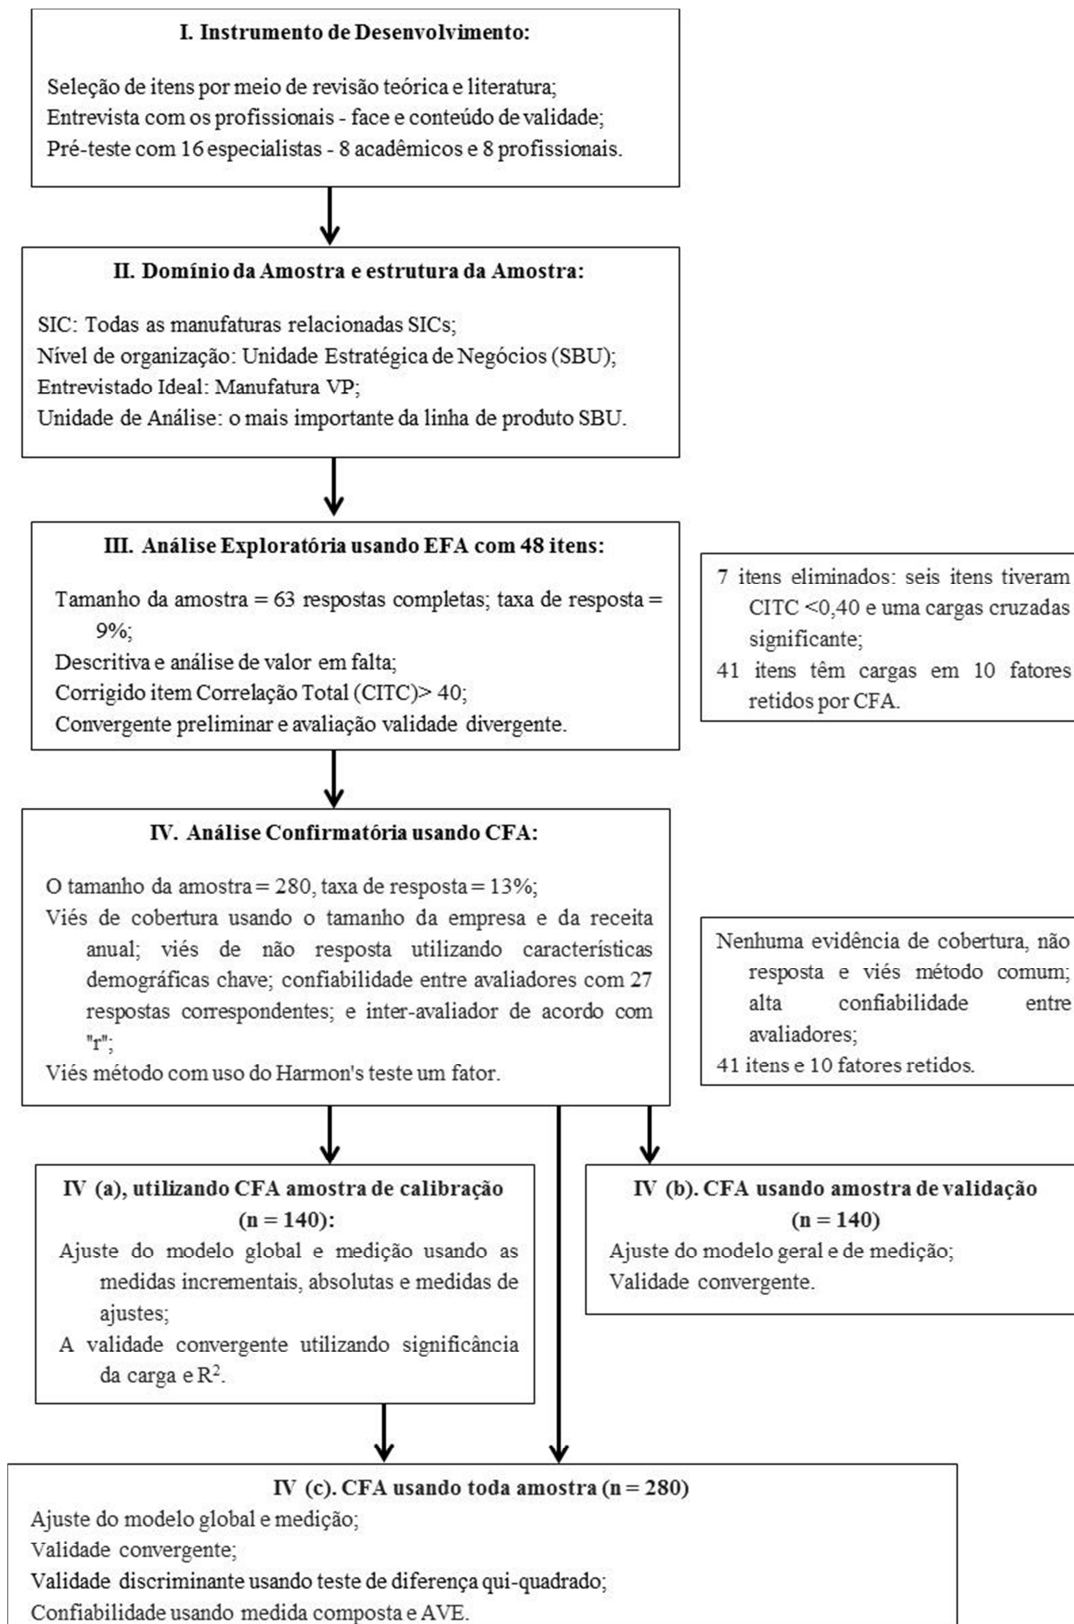 I. Instrumento de Desenvolvimento:
Seleção de itens por meio de revisão teórica e literatura;
Entrevista com os profissionais - face e conteúdo de validade;
Pré-teste com 16 especialistas - 8 acadêmicos e 8 profissionais.
II. Domínio da Amostra e estrutura da Amostra:
SIC: Todas as manufaturas relacionadas SICs;
Nível de organização: Unidade Estratégica de Negócios (SBU);
Entrevistado Ideal: Manufatura VP;
Unidade de Análise: o mais importante da linha de produto SBU.
III. Análise Exploratória usando EFA com 48 itens:
Tamanho da amostra = 63 respostas completas; taxa de resposta =
9%;
Descritiva e análise de valor em falta;
Corrigido item Correlação Total (CITC)> 40;
Convergente preliminar e avaliação validade divergente.
7 itens eliminados: seis itens tiveram
CITC <0,40 e uma cargas cruzadas
significante;
41 itens têm cargas em 10 fatores
retidos por CFA.
IV. Análise Confirmatória usando CFA:
O tamanho da amostra = 280, taxa de resposta = 13%;
Viés de cobertura usando o tamanho da empresa e da receita
anual; viés de não resposta utilizando características
demográficas chave; confiabilidade entre avaliadores com 27
respostas correspondentes; e inter-avaliador de acordo com
"r";
Viés método com uso do Harmon's teste um fator.
Nenhuma evidência de cobertura, não
resposta e viés método comum;
alta confiabilidade entre
avaliadores;
41 itens e 10 fatores retidos.
IV (a), utilizando CFA amostra de calibração
(n = 140):
Ajuste do modelo global e medição usando as
medidas incrementais, absolutas e medidas de
ajustes;
A validade convergente utilizando significância
da carga e R².
IV (b). CFA usando amostra de validação
(n = 140)
Ajuste do modelo geral e de medição;
Validade convergente.
IV (c). CFA usando toda amostra (n = 280)
Ajuste do modelo global e medição;
Validade convergente;
Validade discriminante usando teste de diferença qui-quadrado;
Confiabilidade usando medida composta e AVE.